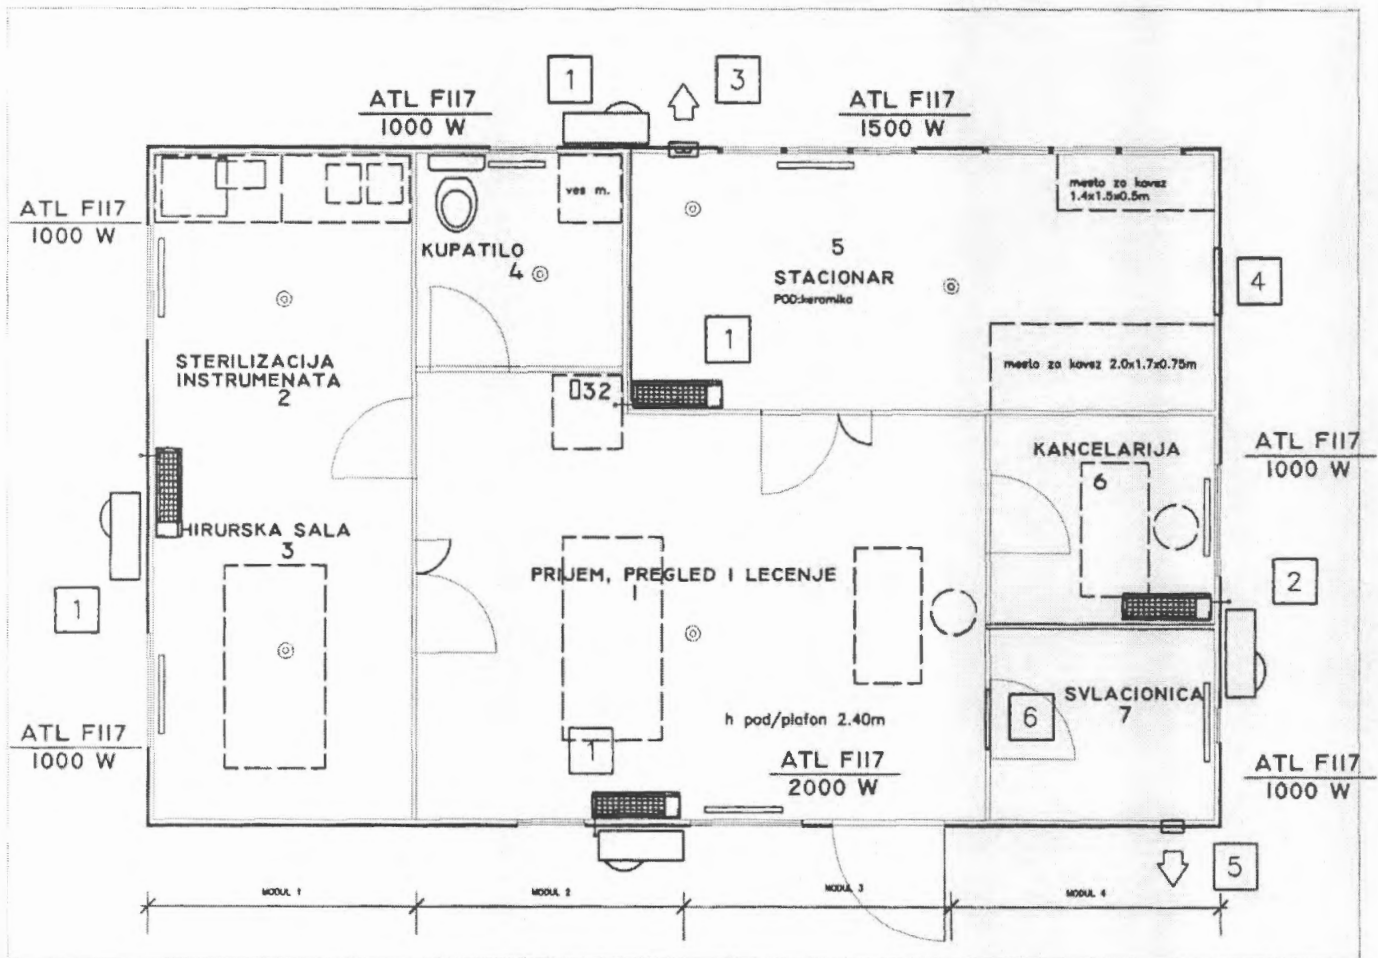 1
3
ATL F117
1000 W
ATL F117
1500 W
ves m.
mesto za kavez
1.4x1.5x0.5m
ATL F117
1000 W
KUPATILO
4
5
STACIONAR
POD:keramika
4
1
STERILIZACIJA
INSTRUMENATA
2
mesto za kavez 2.0x1.7x0.75m
32
KANCELARIJA
6
ATL F117
1000 W
HIRURSKA SALA
3
PRIJEM, PREGLED I LECENJE
1
2
1
SVLACIONICA
7
6
h pod/plafon 2.40m
ATL F117
1000 W
1
ATL F117
2000 W
ATL F117
1000 W
5
MODUL 1
MODUL 2
MODUL 3
MODUL 4